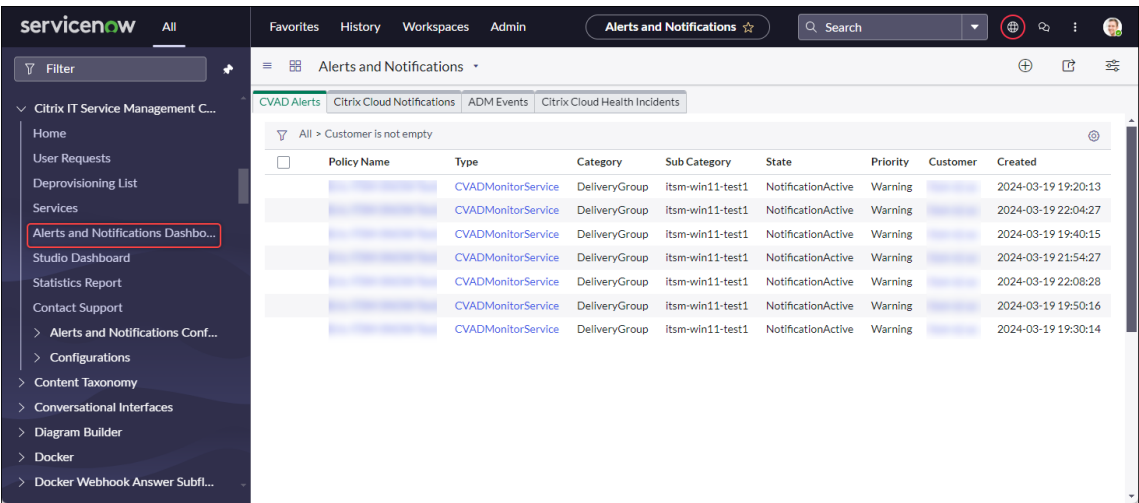 servicenow All Favorites History Workspaces Admin Alerts and Notifications Search
Filter
Alerts and Notifications
Citrix IT Service Management C...
Home
User Requests
Deprovisioning List
Services
Alerts and Notifications Dashbo...
Studio Dashboard
Statistics Report
Contact Support
Alerts and Notifications Conf...
Configurations
Content Taxonomy
Conversational Interfaces
Diagram Builder
Docker
Docker Webhook Answer Subfl...
CVAD Alerts Citrix Cloud Notifications ADM Events Citrix Cloud Health Incidents
All > Customer is not empty
Policy Name Type Category Sub Category State Priority Customer Created
CVADMonitorService DeliveryGroup itsm-win11-test1 NotificationActive Warning 2024-03-19 19:20:13
CVADMonitorService DeliveryGroup itsm-win11-test1 NotificationActive Warning 2024-03-19 22:04:27
CVADMonitorService DeliveryGroup itsm-win11-test1 NotificationActive Warning 2024-03-19 19:40:15
CVADMonitorService DeliveryGroup itsm-win11-test1 NotificationActive Warning 2024-03-19 21:54:27
CVADMonitorService DeliveryGroup itsm-win11-test1 NotificationActive Warning 2024-03-19 22:08:28
CVADMonitorService DeliveryGroup itsm-win11-test1 NotificationActive Warning 2024-03-19 19:50:16
CVADMonitorService DeliveryGroup itsm-win11-test1 NotificationActive Warning 2024-03-19 19:30:14